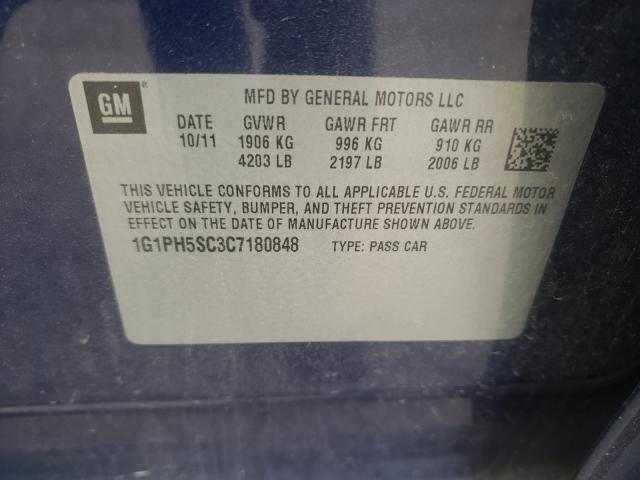 GM ®
MFD BY GENERAL MOTORS LLC
DATE GVWR GAWR FRT GAWR RR
10/11 1906 KG 996 KG 910 KG
4203 LB 2197 LB 2006 LB
THIS VEHICLE CONFORMS TO ALL APPLICABLE U.S. FEDERAL MOTOR
VEHICLE SAFETY, BUMPER, AND THEFT PREVENTION STANDARDS IN
EFFECT ON THE DATE OF MANUFACTURE SHOWN ABOVE.
1G1PH5SC3C7180848 TYPE: PASS CAR